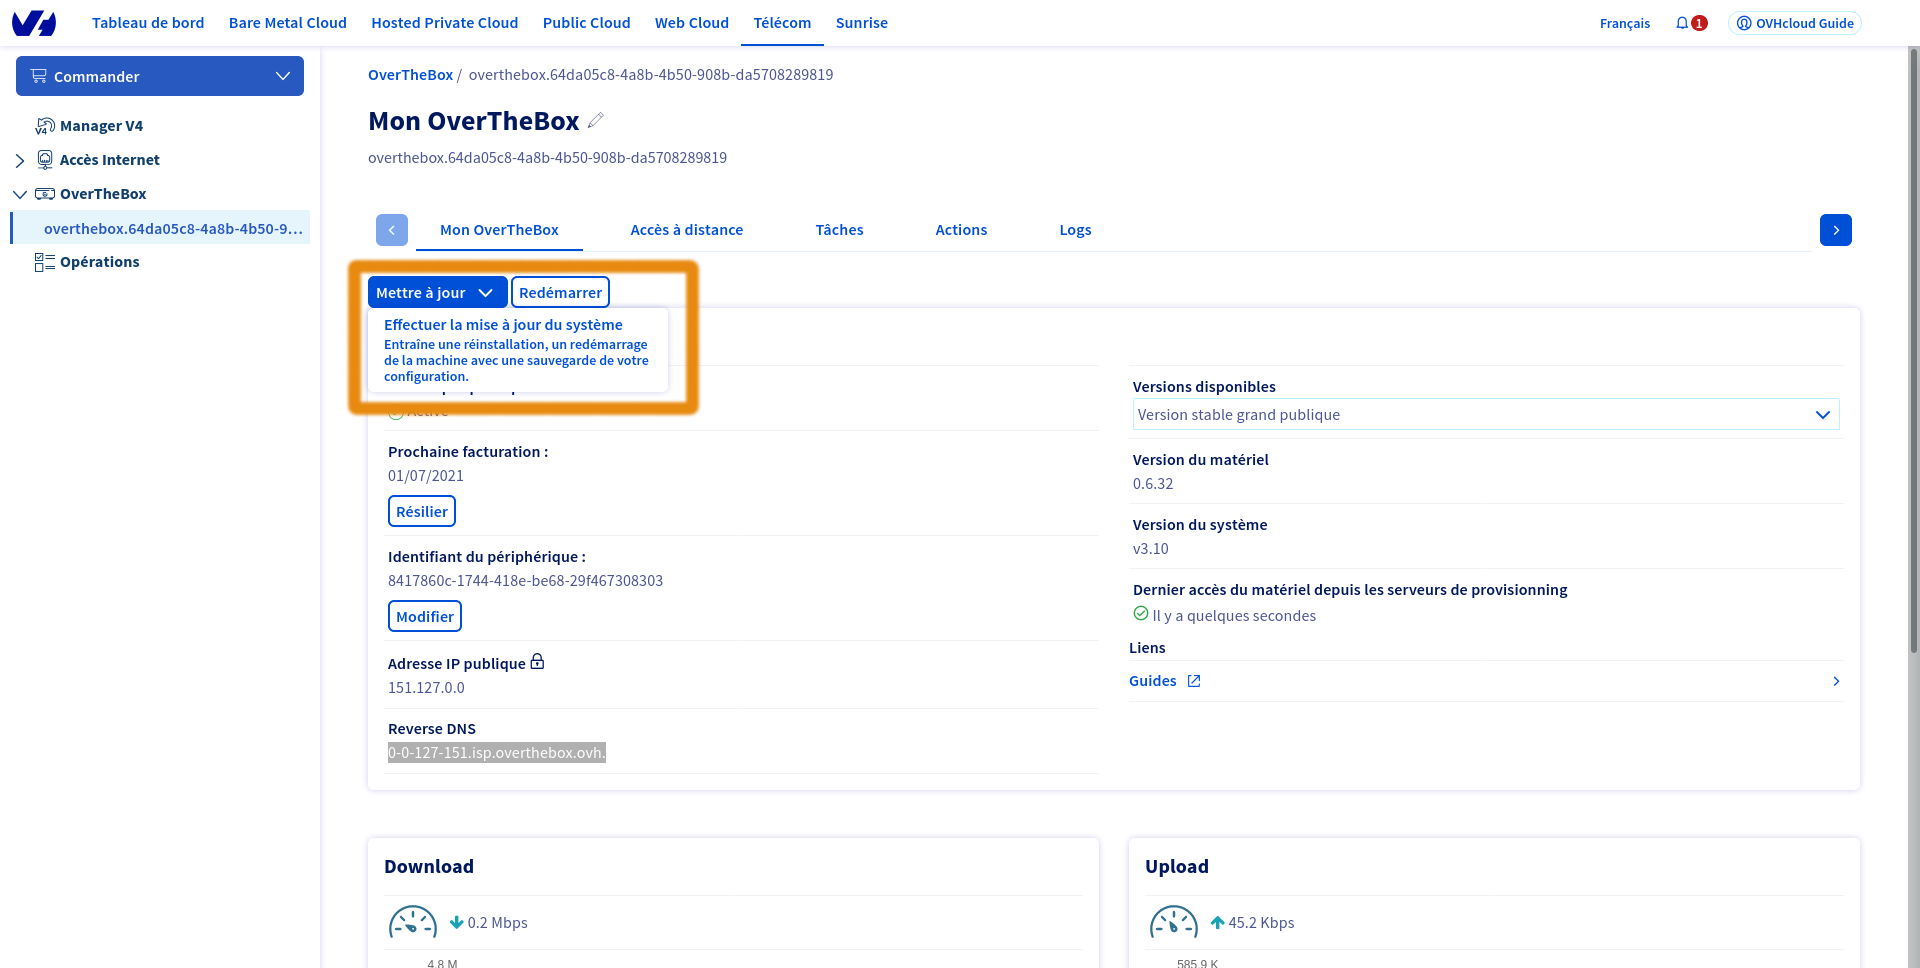 Tableau de bord
Bare Metal Cloud
Hosted Private Cloud
Public Cloud
Web Cloud
Télécom
Sunrise
Français
1
OVHcloud Guide
Commander
V4
Manager V4
Accès Internet
OverTheBox
overthebox.64da05c8-4a8b-4b50-9...
Opérations
OverTheBox / overthebox.64da05c8-4a8b-4b50-908b-da5708289819
Mon OverTheBox
overthebox.64da05c8-4a8b-4b50-908b-da5708289819
Mon OverTheBox
Accès à distance
Tâches
Actions
Logs
Mettre à jour
Redémarrer
Effectuer la mise à jour du système
Entraîne une réinstallation, un redémarrage
de la machine avec une sauvegarde de votre
configuration.
Prochaine facturation :
01/07/2021
Résilier
Identifiant du périphérique :
8417860c-1744-418e-be68-29f467308303
Modifier
Adresse IP publique
151.127.0.0
Reverse DNS
0-0-127-151.isp.overthebox.ovh.
Versions disponibles
Version stable grand publique
Version du matériel
0.6.32
Version du système
v3.10
Dernier accès du matériel depuis les serveurs de provisionning
Il y a quelques secondes
Liens
Guides
Download
0.2 Mbps
4.8 M
Upload
45.2 Kbps
585.9 K